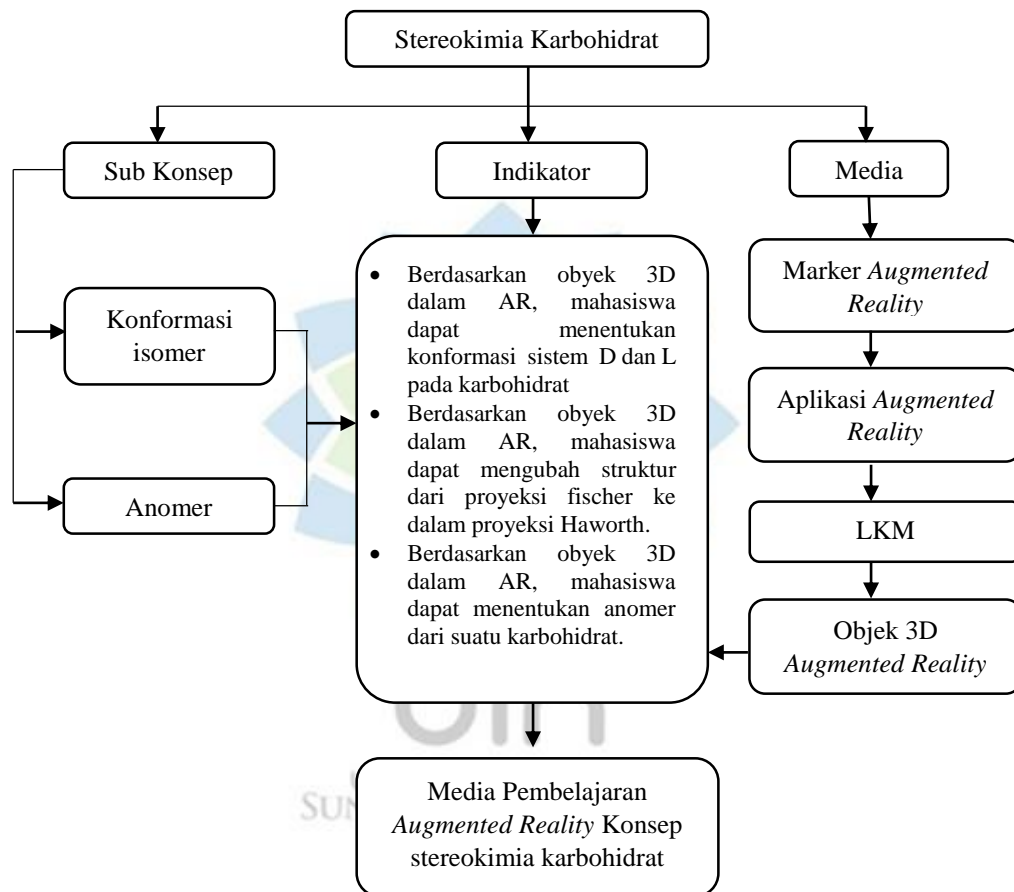 Stereokimia Karbohidrat
Sub Konsep
Indikator
Media
Konformasi
isomer
Anomer
• Berdasarkan obyek 3D
dalam AR, mahasiswa
dapat menentukan
konformasi sistem D dan L
pada karbohidrat
• Berdasarkan obyek 3D
dalam AR, mahasiswa
dapat mengubah struktur
dari proyeksi fischer ke
dalam proyeksi Haworth.
• Berdasarkan obyek 3D
dalam AR, mahasiswa
dapat menentukan anomer
dari suatu karbohidrat.
Marker Augmented
Reality
Aplikasi Augmented
Reality
LKM
Objek 3D
Augmented Reality
Media Pembelajaran
Augmented Reality Konsep
stereokimia karbohidrat